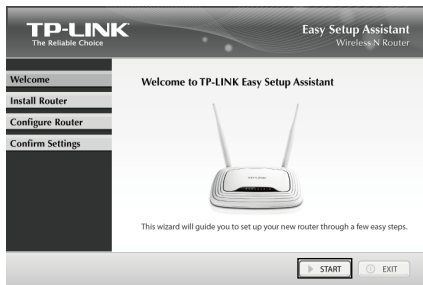 TP-LINK®
The Reliable Choice
Easy Setup Assistant
Wireless N Router
Welcome
Install Router
Configure Router
Confirm Settings
Welcome to TP-LINK Easy Setup Assistant
TP-LINK
This wizard will guide you to set up your new router through a few easy steps.
START
EXIT